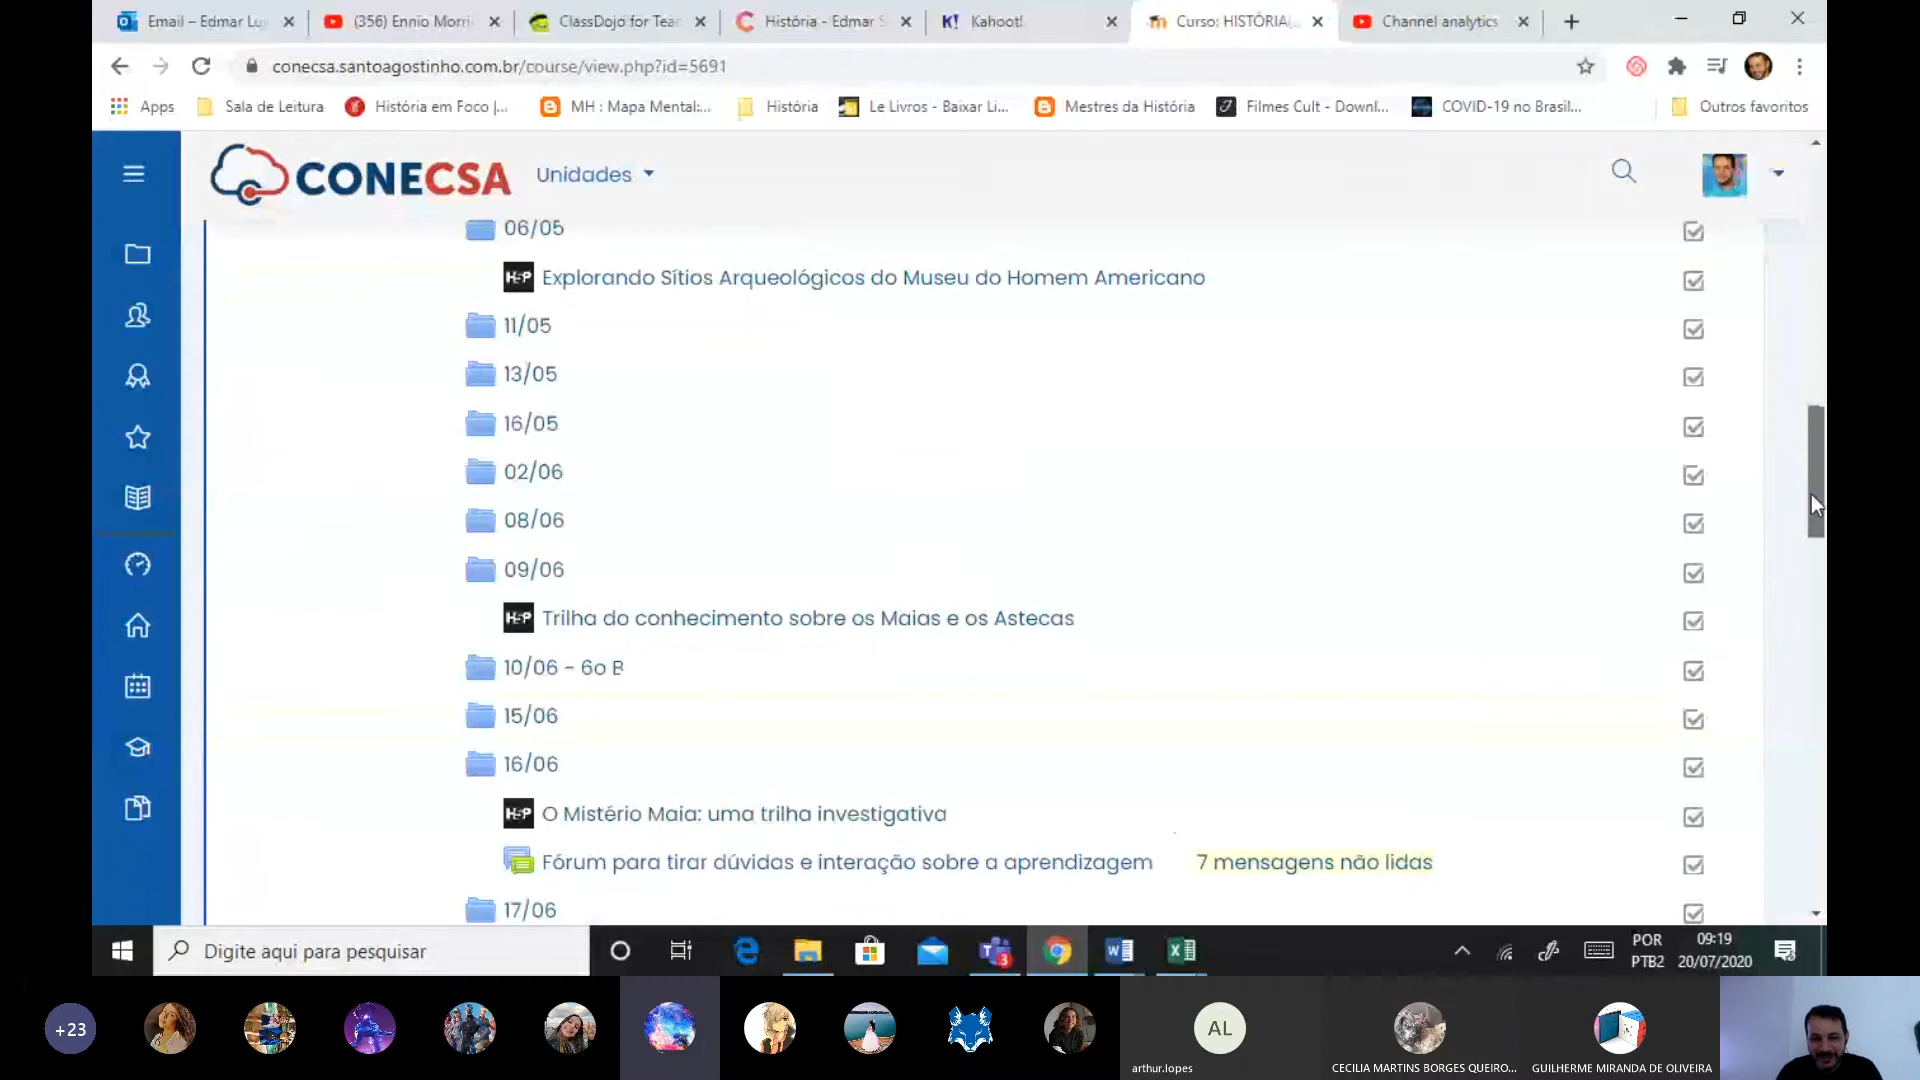 Email – Edmar Lu
(356) Ennio Morri
ClassDojo for Tea
História - Edmar S
Kahoot!
Curso: HISTÓRIA
Channel analytics
conecsa.santoagostinho.com.br/course/view.php?id=5691
Apps
Sala de Leitura
História em Foco |...
MH : Mapa Mental:...
História
Le Livros - Baixar Li...
Mestres da História
Filmes Cult - Downl...
COVID-19 no Brasil...
Outros favoritos
CONECSA
Unidades
06/05
H5P Explorando Sítios Arqueológicos do Museu do Homem Americano
11/05
13/05
16/05
02/06
08/06
09/06
H5P Trilha do conhecimento sobre os Maias e os Astecas
10/06 - 6o B
15/06
16/06
H5P O Mistério Maia: uma trilha investigativa
Fórum para tirar dúvidas e interação sobre a aprendizagem 7 mensagens não lidas
17/06
Digite aqui para pesquisar
3
POR
PTB2
09:19
20/07/2020
+23
AL
arthur.lopes
CECILIA MARTINS BORGES QUEIRO...
GUILHERME MIRANDA DE OLIVEIRA